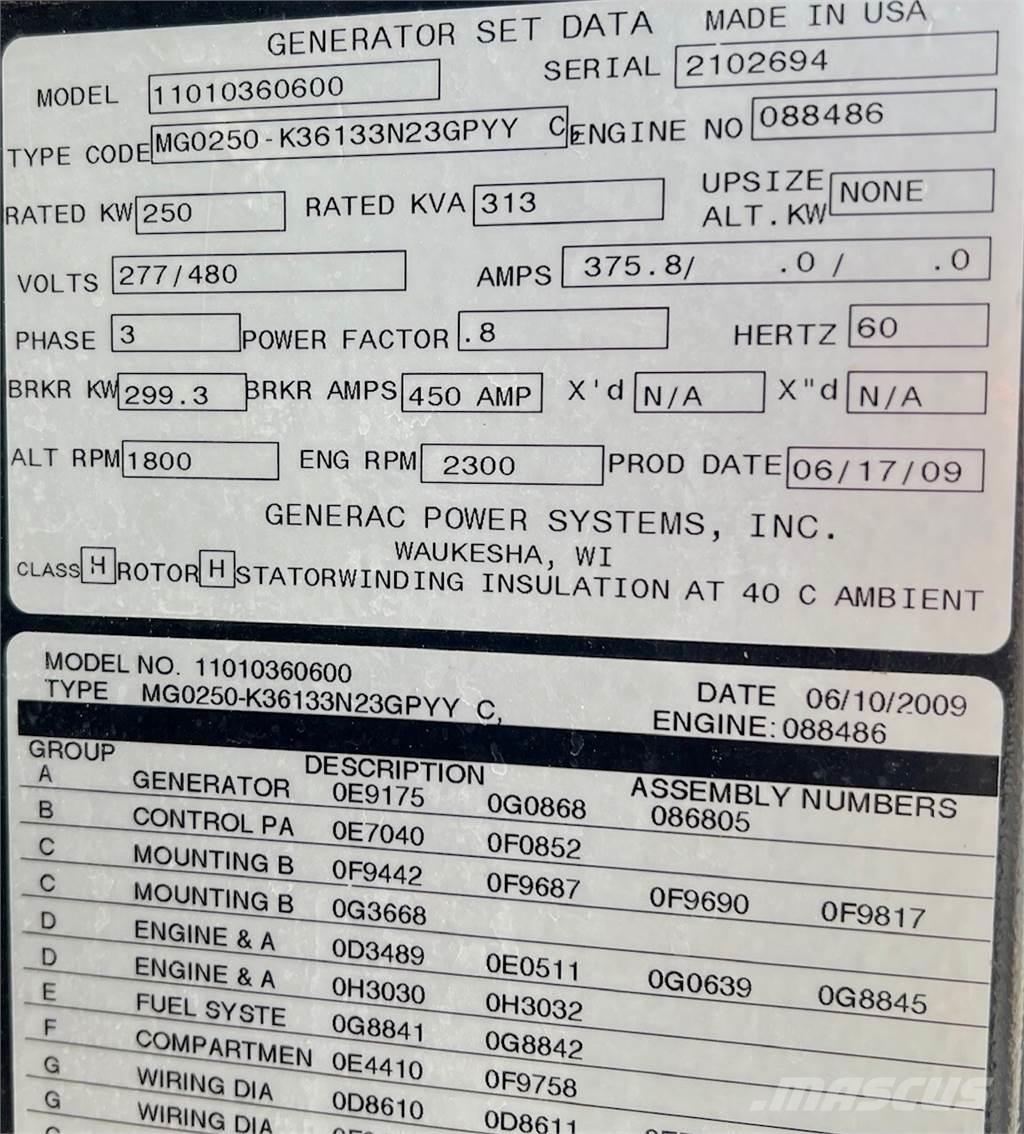 GENERATOR SET DATA MADE IN USA
MODEL 11010360600 SERIAL 2102694
TYPE CODE MG0250-K36133N23GPYY C ENGINE NO 088486
RATED KW 250 RATED KVA 313 UPSIZE ALT.KW NONE
VOLTS 277/480 AMPS 375.8/ .0 / .0
PHASE 3 POWER FACTOR .8 HERTZ 60
BRKR KW 299.3 BRKR AMPS 450 AMP X'd N/A X"d N/A
ALT RPM 1800 ENG RPM 2300 PROD DATE 06/17/09
GENERAC POWER SYSTEMS, INC.
WAUKESHA, WI
CLASS H ROTOR H STATORWINDING INSULATION AT 40 C AMBIENT
MODEL NO. 11010360600 DATE 06/10/2009
TYPE MG0250-K36133N23GPYY C, ENGINE: 088486
GROUP DESCRIPTION ASSEMBLY NUMBERS
A GENERATOR 0E9175 0G0868 086805
B CONTROL PA 0E7040 0F0852
C MOUNTING B 0F9442 0F9687 0F9690 0F9817
C MOUNTING B 0G3668
D ENGINE & A 0D3489 0E0511 0G0639 0G8845
D ENGINE & A 0H3030 0H3032
E FUEL SYSTE 0G8841 0G8842
F COMPARTMEN 0E4410 0F9758
G WIRING DIA 0D8610 0D8611
G WIRING DIA
MASCUS